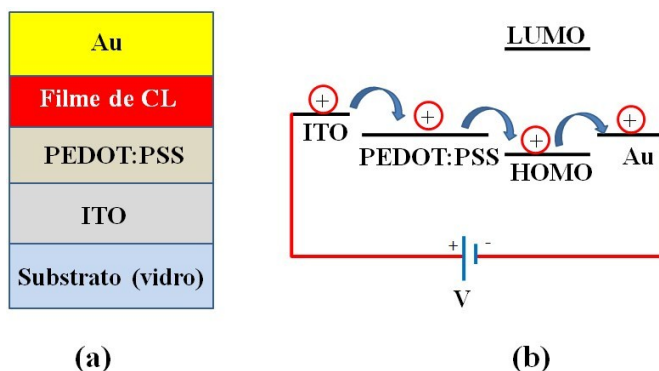 Au
Filme de CL
PEDOT:PSS
ITO
Substrato (vidro)
(a)
LUMO
+
ITO
+
PEDOT:PSS
+
HOMO
+
Au
+ -
V
(b)